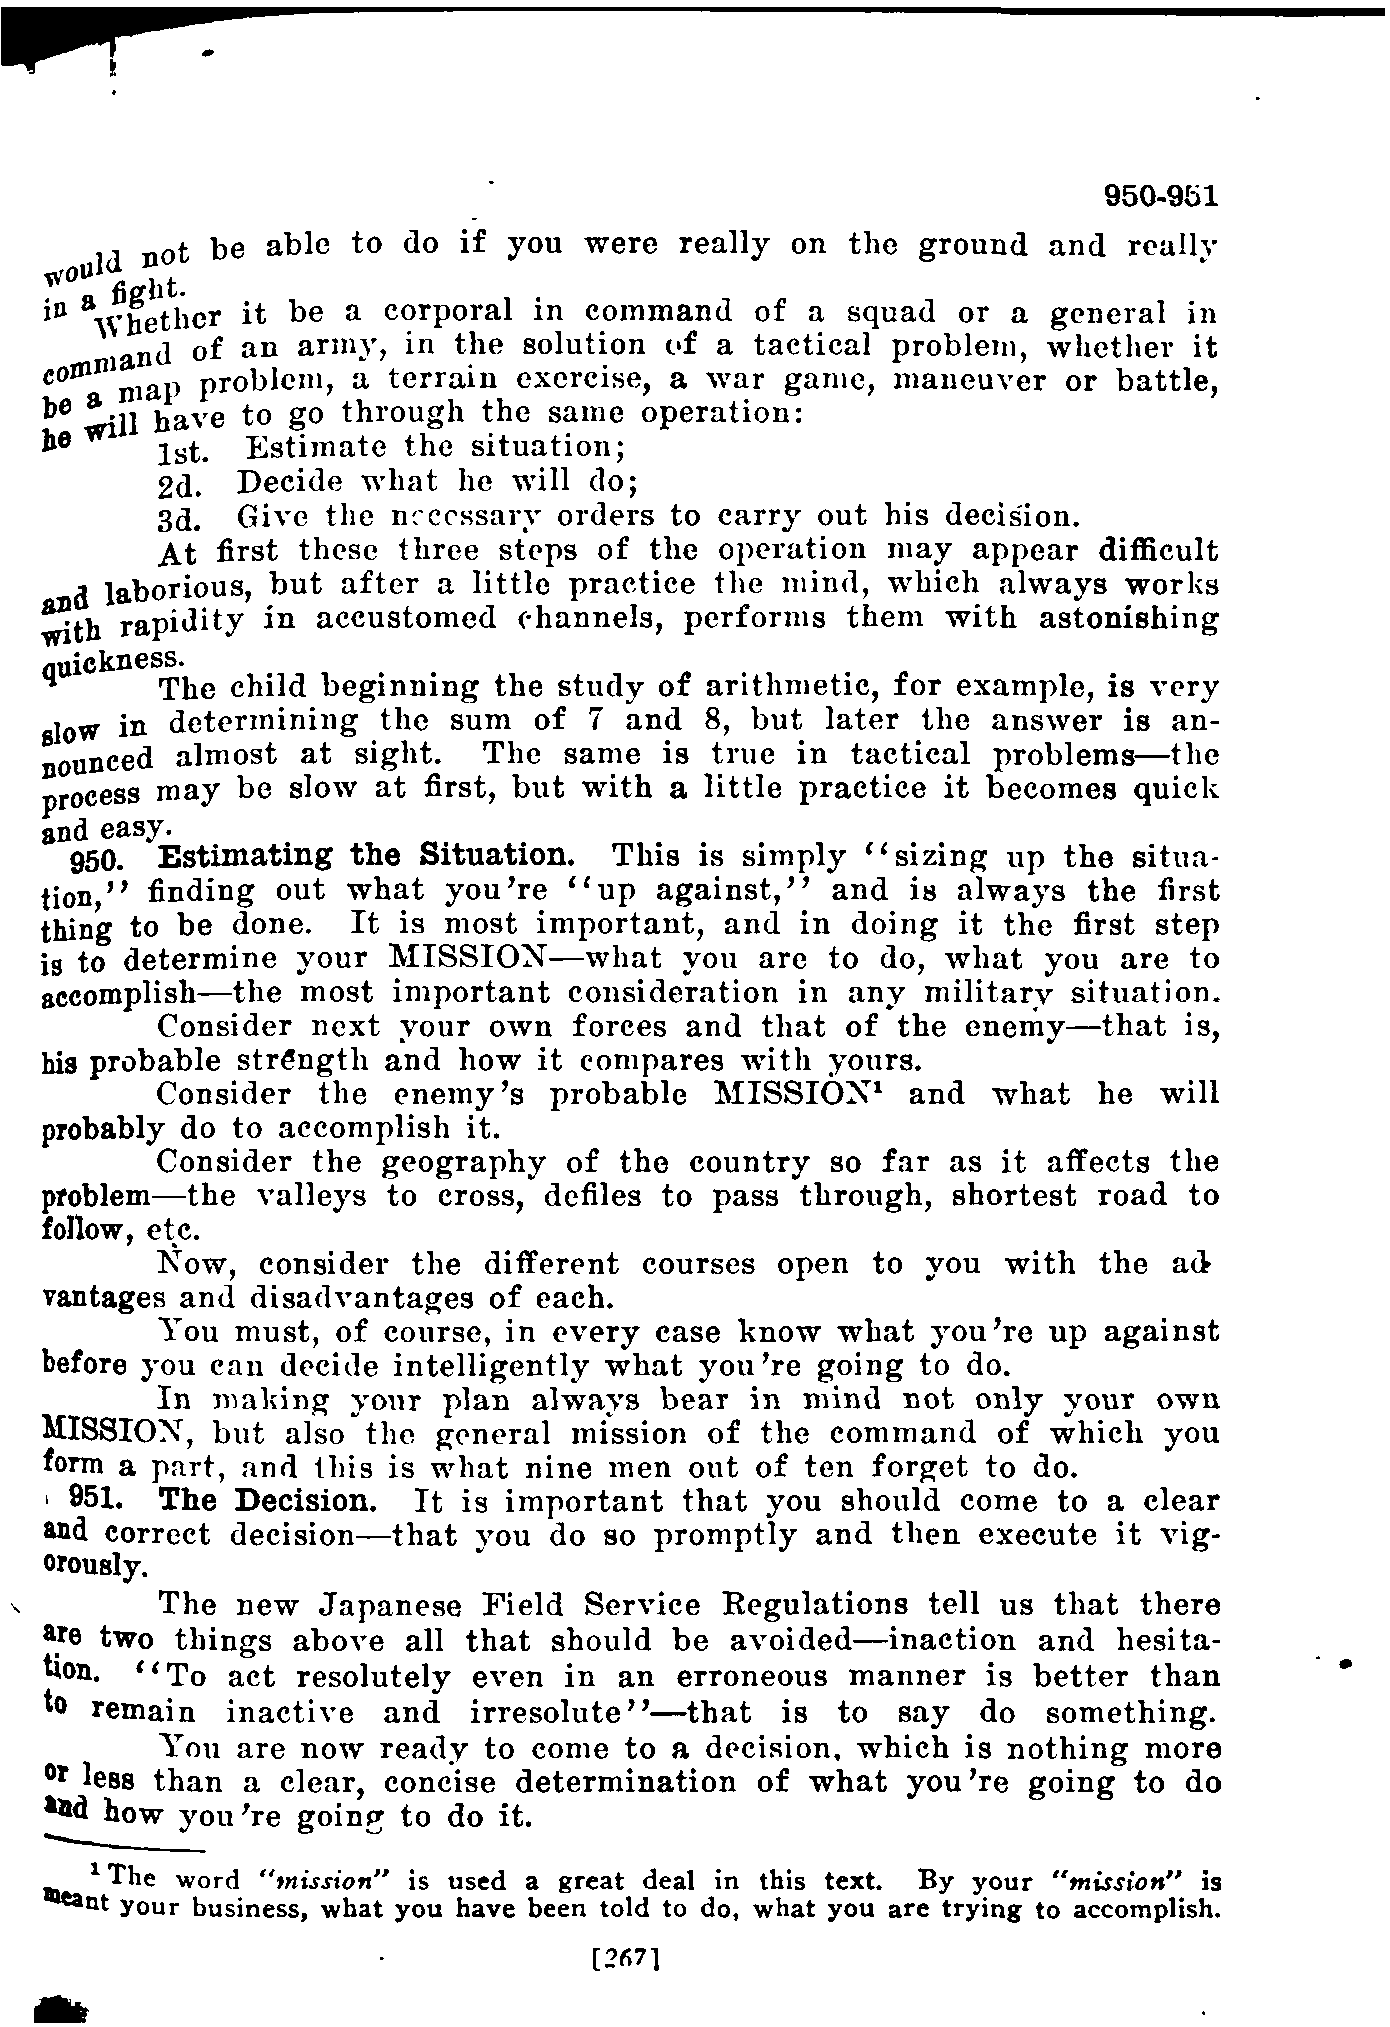 950-951
would not be able to do if you were really on the ground and really
in a fight.
Whether it be a corporal in command of a squad or a general in
command of an army, in the solution of a tactical problem, whether it
be a map problem, a terrain exercise, a war game, maneuver or battle,
he will have to go through the same operation:
1st. Estimate the situation;
2d. Decide what he will do;
3d. Give the necessary orders to carry out his decision.
At first these three steps of the operation may appear difficult
and laborious, but after a little practice the mind, which always works
with rapidity in accustomed channels, performs them with astonishing
quickness.
The child beginning the study of arithmetic, for example, is very
slow in determining the sum of 7 and 8, but later the answer is an-
nounced almost at sight. The same is true in tactical problems—the
process may be slow at first, but with a little practice it becomes quick
and easy.
950. Estimating the Situation. This is simply "sizing up the situa-
tion," finding out what you're "up against," and is always the first
thing to be done. It is most important, and in doing it the first step
is to determine your MISSION—what you are to do, what you are to
accomplish—the most important consideration in any military situation.
Consider next your own forces and that of the enemy—that is,
his probable strength and how it compares with yours.
Consider the enemy's probable MISSION¹ and what he will
probably do to accomplish it.
Consider the geography of the country so far as it affects the
problem—the valleys to cross, defiles to pass through, shortest road to
follow, etc.
Now, consider the different courses open to you with the ad-
vantages and disadvantages of each.
You must, of course, in every case know what you're up against
before you can decide intelligently what you're going to do.
In making your plan always bear in mind not only your own
MISSION, but also the general mission of the command of which you
form a part, and this is what nine men out of ten forget to do.
951. The Decision. It is important that you should come to a clear
and correct decision—that you do so promptly and then execute it vig-
orously.
The new Japanese Field Service Regulations tell us that there
are two things above all that should be avoided—inaction and hesita-
tion. "To act resolutely even in an erroneous manner is better than
to remain inactive and irresolute"—that is to say do something.
You are now ready to come to a decision, which is nothing more
or less than a clear, concise determination of what you're going to do
and how you're going to do it.
¹ The word "mission" is used a great deal in this text. By your "mission" is
meant your business, what you have been told to do, what you are trying to accomplish.
[267]